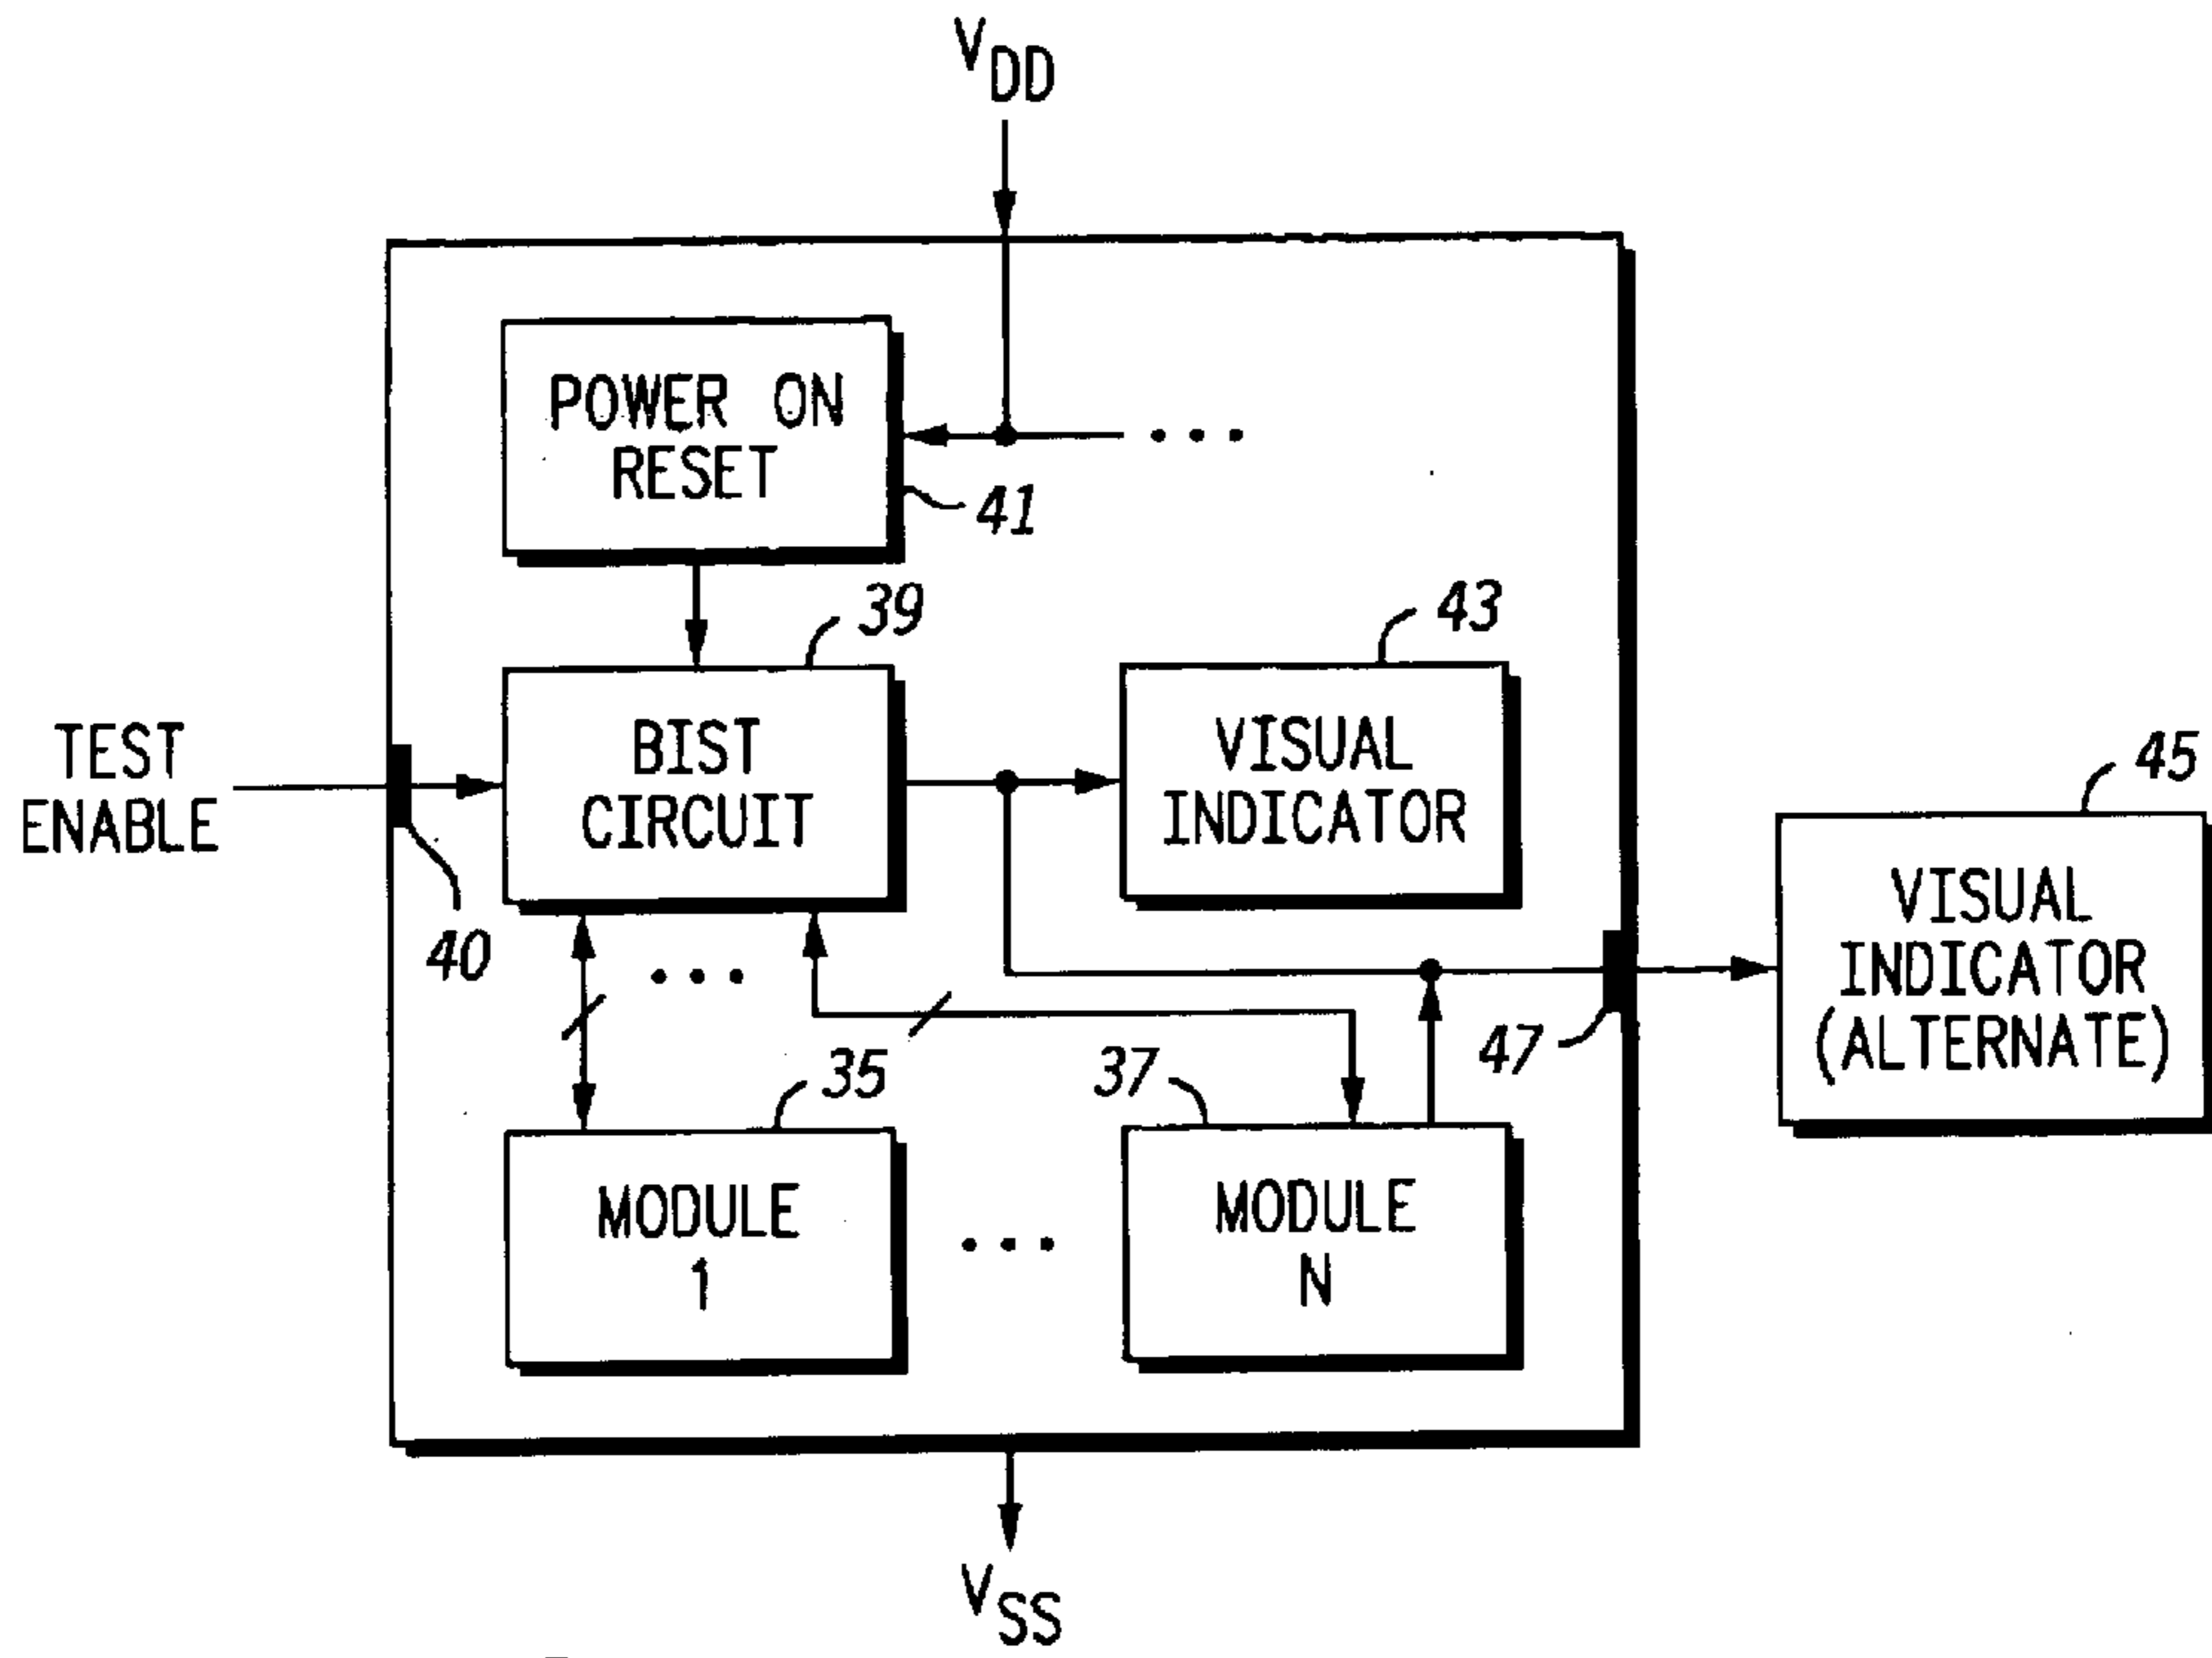 VDD
POWER ON
RESET
41
39
43
TEST
ENABLE
BIST
CIRCUIT
VISUAL
INDICATOR
45
40
VISUAL
INDICATOR
(ALTERNATE)
35
37
47
MODULE
1
MODULE
N
VSS